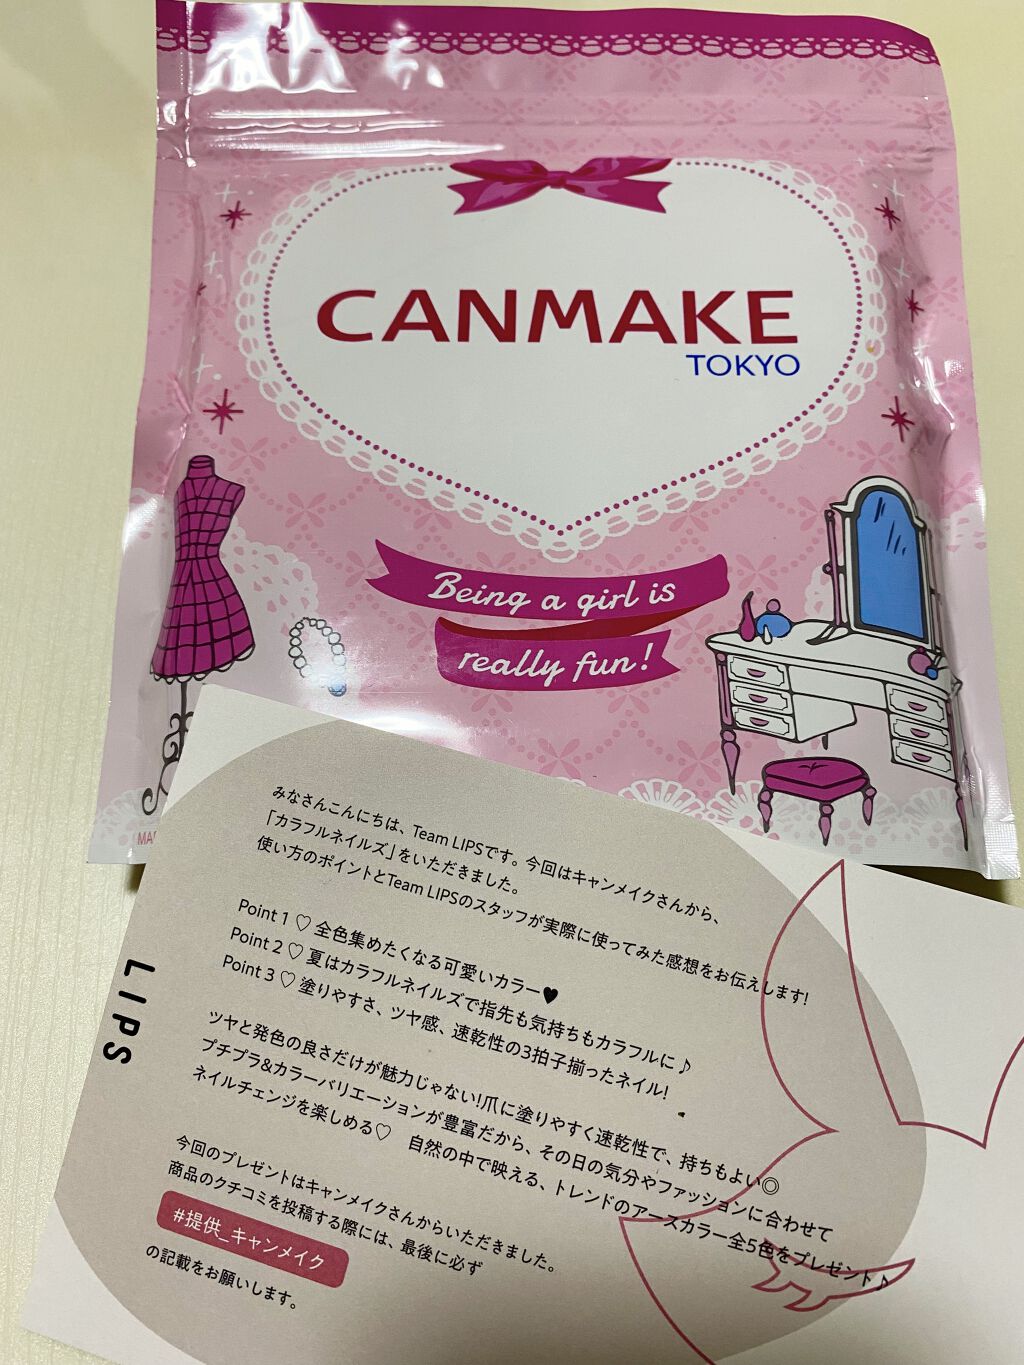 CANMAKE
TOKYO
Being a girl is
really fun!
MA
みなさんこんにちは、Team LIPSです。今回はキャンメイクさんから、
「カラフルネイルズ」をいただきました。
使い方のポイントとTeam LIPSのスタッフが実際に使ってみた感想をお伝えします!
Point 1 ♡ 全色集めたくなる可愛いカラー♥
Point 2 ♡ 夏はカラフルネイルズで指先も気持ちもカラフルに♪
Point 3 ♡ 塗りやすさ、ツヤ感、速乾性の3拍子揃ったネイル!
ツヤと発色の良さだけが魅力じゃない!爪に塗りやすく速乾性で、持ちもよい◎
プチプラ&カラーバリエーションが豊富だから、その日の気分やファッションに合わせて
ネイルチェンジを楽しめる♡　自然の中で映える、トレンドのアースカラー全5色をプレゼント♪
今回のプレゼントはキャンメイクさんからいただきました。
商品のクチコミを投稿する際には、最後に必ず
#提供_キャンメイク
の記載をお願いします。
LIPS